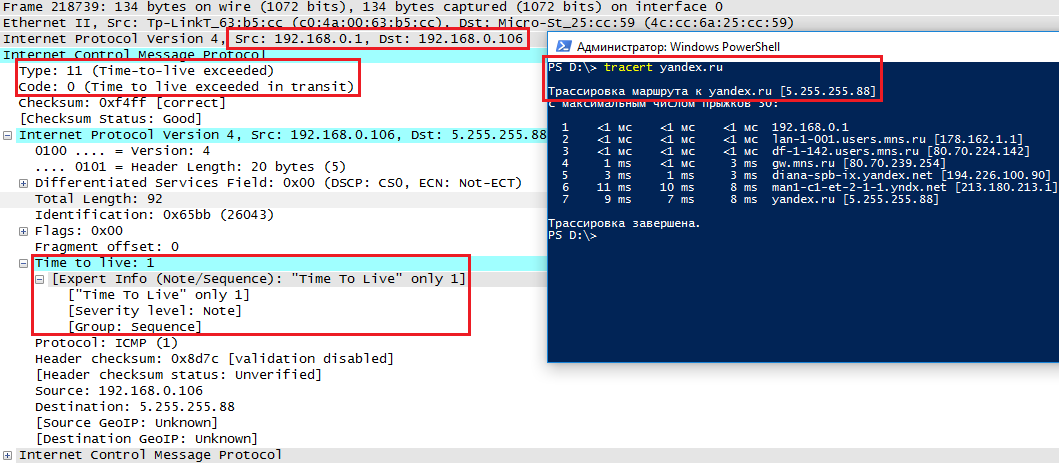 Frame 218739: 134 bytes on wire (1072 bits), 134 bytes captured (1072 bits) on interface 0
Ethernet II, Src: Tp-LinkT_63:b5:cc (c0:4a:00:63:b5:cc), Dst: Micro-St_25:cc:59 (4c:cc:6a:25:cc:59)
Internet Protocol Version 4, Src: 192.168.0.1, Dst: 192.168.0.106
Internet Control Message Protocol
Type: 11 (Time-to-live exceeded)
Code: 0 (Time to live exceeded in transit)
Checksum: 0xf4ff [correct]
[Checksum Status: Good]
Internet Protocol Version 4, Src: 192.168.0.106, Dst: 5.255.255.88
0100 .... = Version: 4
.... 0101 = Header Length: 20 bytes (5)
Differentiated Services Field: 0x00 (DSCP: CS0, ECN: Not-ECT)
Total Length: 92
Identification: 0x65bb (26043)
Flags: 0x00
Fragment offset: 0
Time to live: 1
[Expert Info (Note/Sequence): "Time To Live" only 1]
["Time To Live" only 1]
[Severity level: Note]
[Group: Sequence]
Protocol: ICMP (1)
Header checksum: 0x8d7c [validation disabled]
[Header checksum status: Unverified]
Source: 192.168.0.106
Destination: 5.255.255.88
[Source GeoIP: Unknown]
[Destination GeoIP: Unknown]
Internet Control Message Protocol
Администратор: Windows PowerShell
PS D:\> tracert yandex.ru
Трассировка маршрута к yandex.ru [5.255.255.88]
с максимальным числом прыжков 30:
1 <1 мс <1 мс <1 мс 192.168.0.1
2 <1 мс <1 мс <1 мс lan-1-001.users.mns.ru [178.162.1.1]
3 <1 мс <1 мс <1 мс df-1-142.users.mns.ru [80.70.224.142]
4 1 ms <1 мс 3 ms gw.mns.ru [80.70.239.254]
5 3 ms 1 ms 3 ms diana-spb-ix.yandex.net [194.226.100.90]
6 11 ms 10 ms 8 ms man1-c1-et-2-1-1.yndx.net [213.180.213.1]
7 9 ms 7 ms 8 ms yandex.ru [5.255.255.88]
Трассировка завершена.
PS D:\>